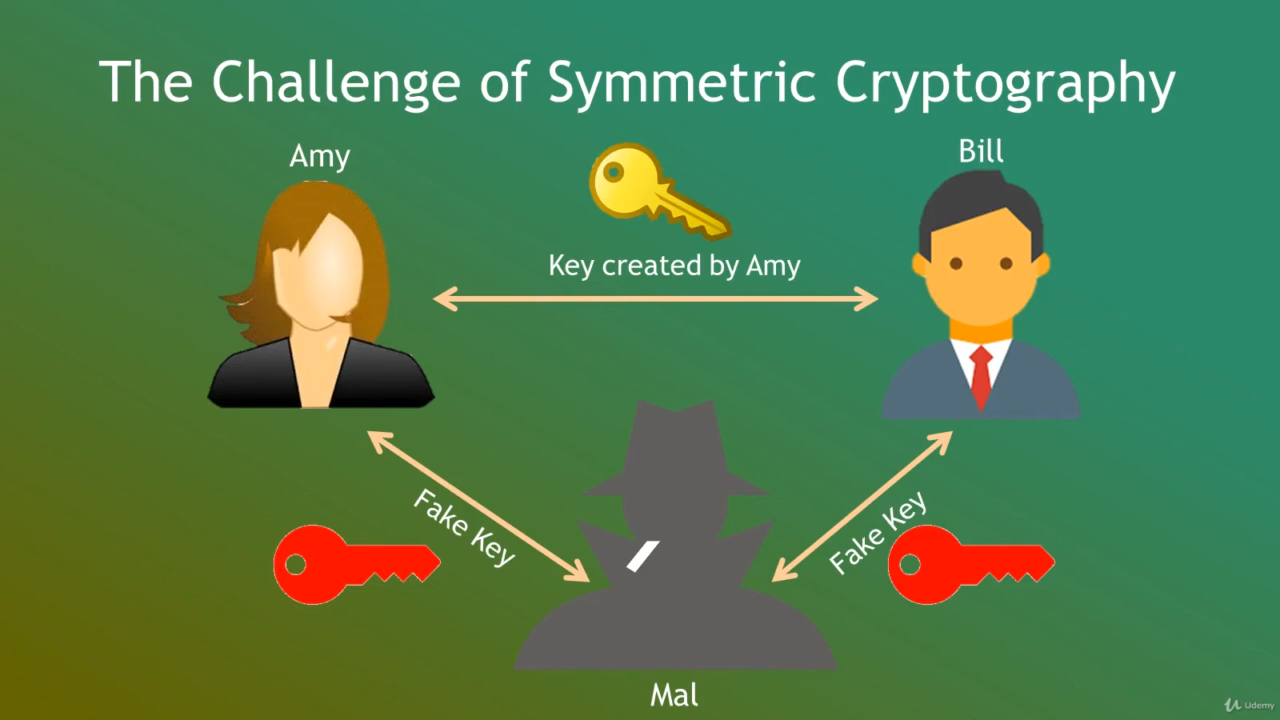 The Challenge of Symmetric Cryptography
Amy
Bill
Key created by Amy
Fake Key
Fake Key
Mal
Udemy